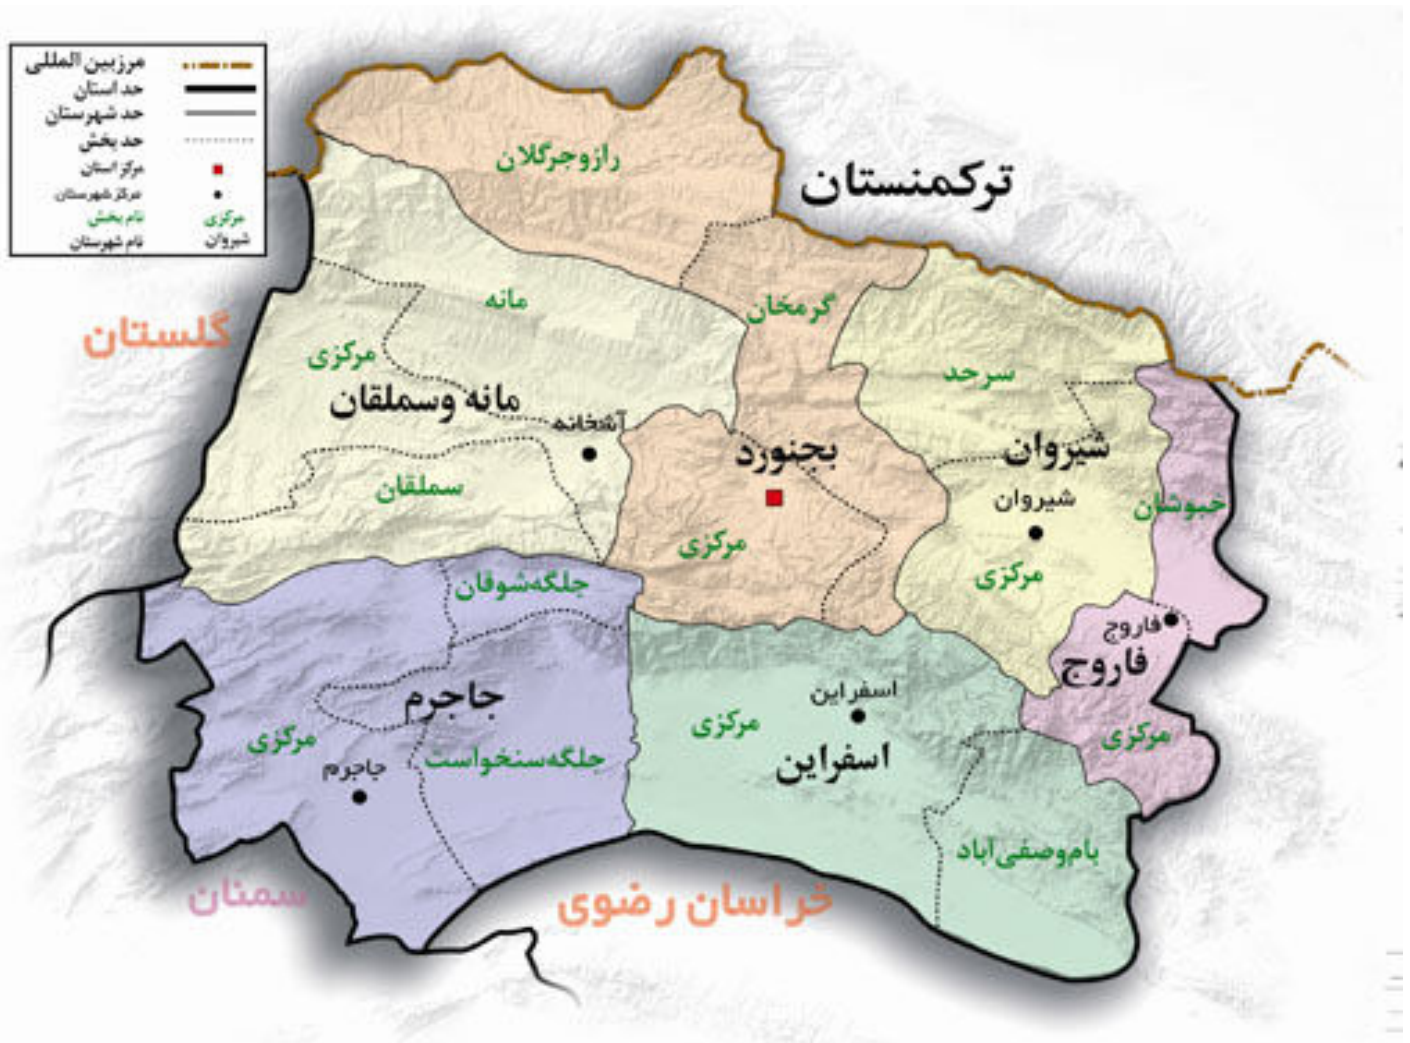 مرزبین المللی
حد استان
حد شهرستان
حد بخش
مرکز استان
مرکز شهرستان
مرکزی
نام بخش
شیروان
نام شهرستان
رازوجرگلان
ترکمنستان
مانه
گرمخان
گلستان
مرکزی
سرحد
مانه وسملقان
آشخانه
بجنورد
شیروان
سملقان
شیروان
خبوشان
مرکزی
مرکزی
جلگه‌شوقان
فاروج
فاروج
جاجرم
اسفراین
مرکزی
مرکزی
مرکزی
جلگه‌سنخواست
اسفراین
جاجرم
بام‌وصفی‌آباد
سمنان
خراسان رضوی